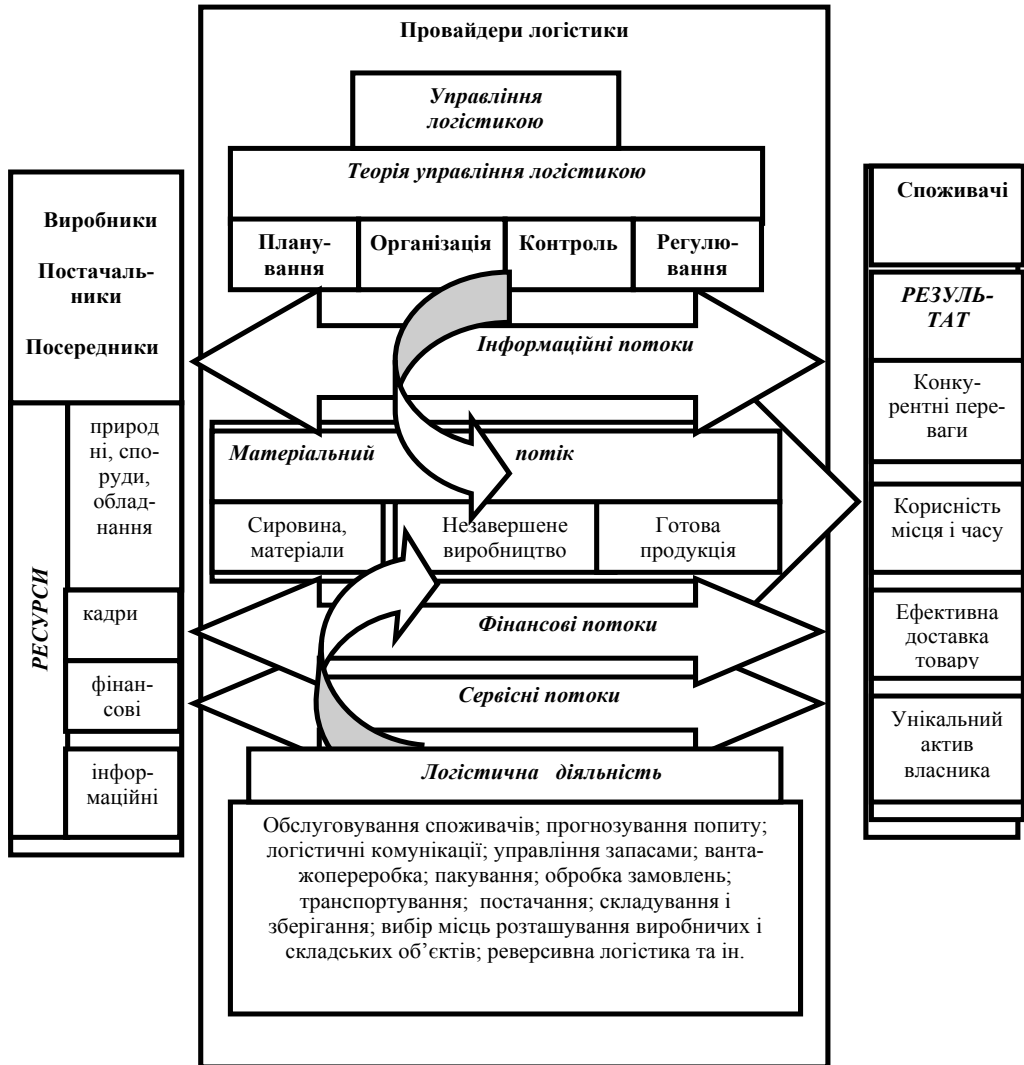 Провайдери логістики
Управління
логістикою
Теорія управління логістикою
Плану-
вання
Організація
Контроль
Регулю-
вання
Виробники
Постачаль-
ники
Посередники
РЕСУРСИ
природ
ні, спо-
руди,
облад-
нання
кадри
фінан-
сові
інфор-
маційні
Інформаційні потоки
Матеріальний потік
Сировина,
матеріали
Незавершене
виробництво
Готова
продукція
Фінансові потоки
Сервісні потоки
Логістична діяльність
Обслуговування споживачів; прогнозування попиту;
логістичні комунікації; управління запасами; ванта-
жопереробка; пакування; обробка замовлень;
транспортування; постачання; складування і
зберігання; вибір місць розташування виробничих і
складських об’єктів; реверсивна логістика та ін.
Споживачі
РЕЗУЛЬ-
ТАТ
Конку-
рентні пере-
ваги
Корисність
місця і часу
Ефективна
доставка
товару
Унікальний
актив
власника